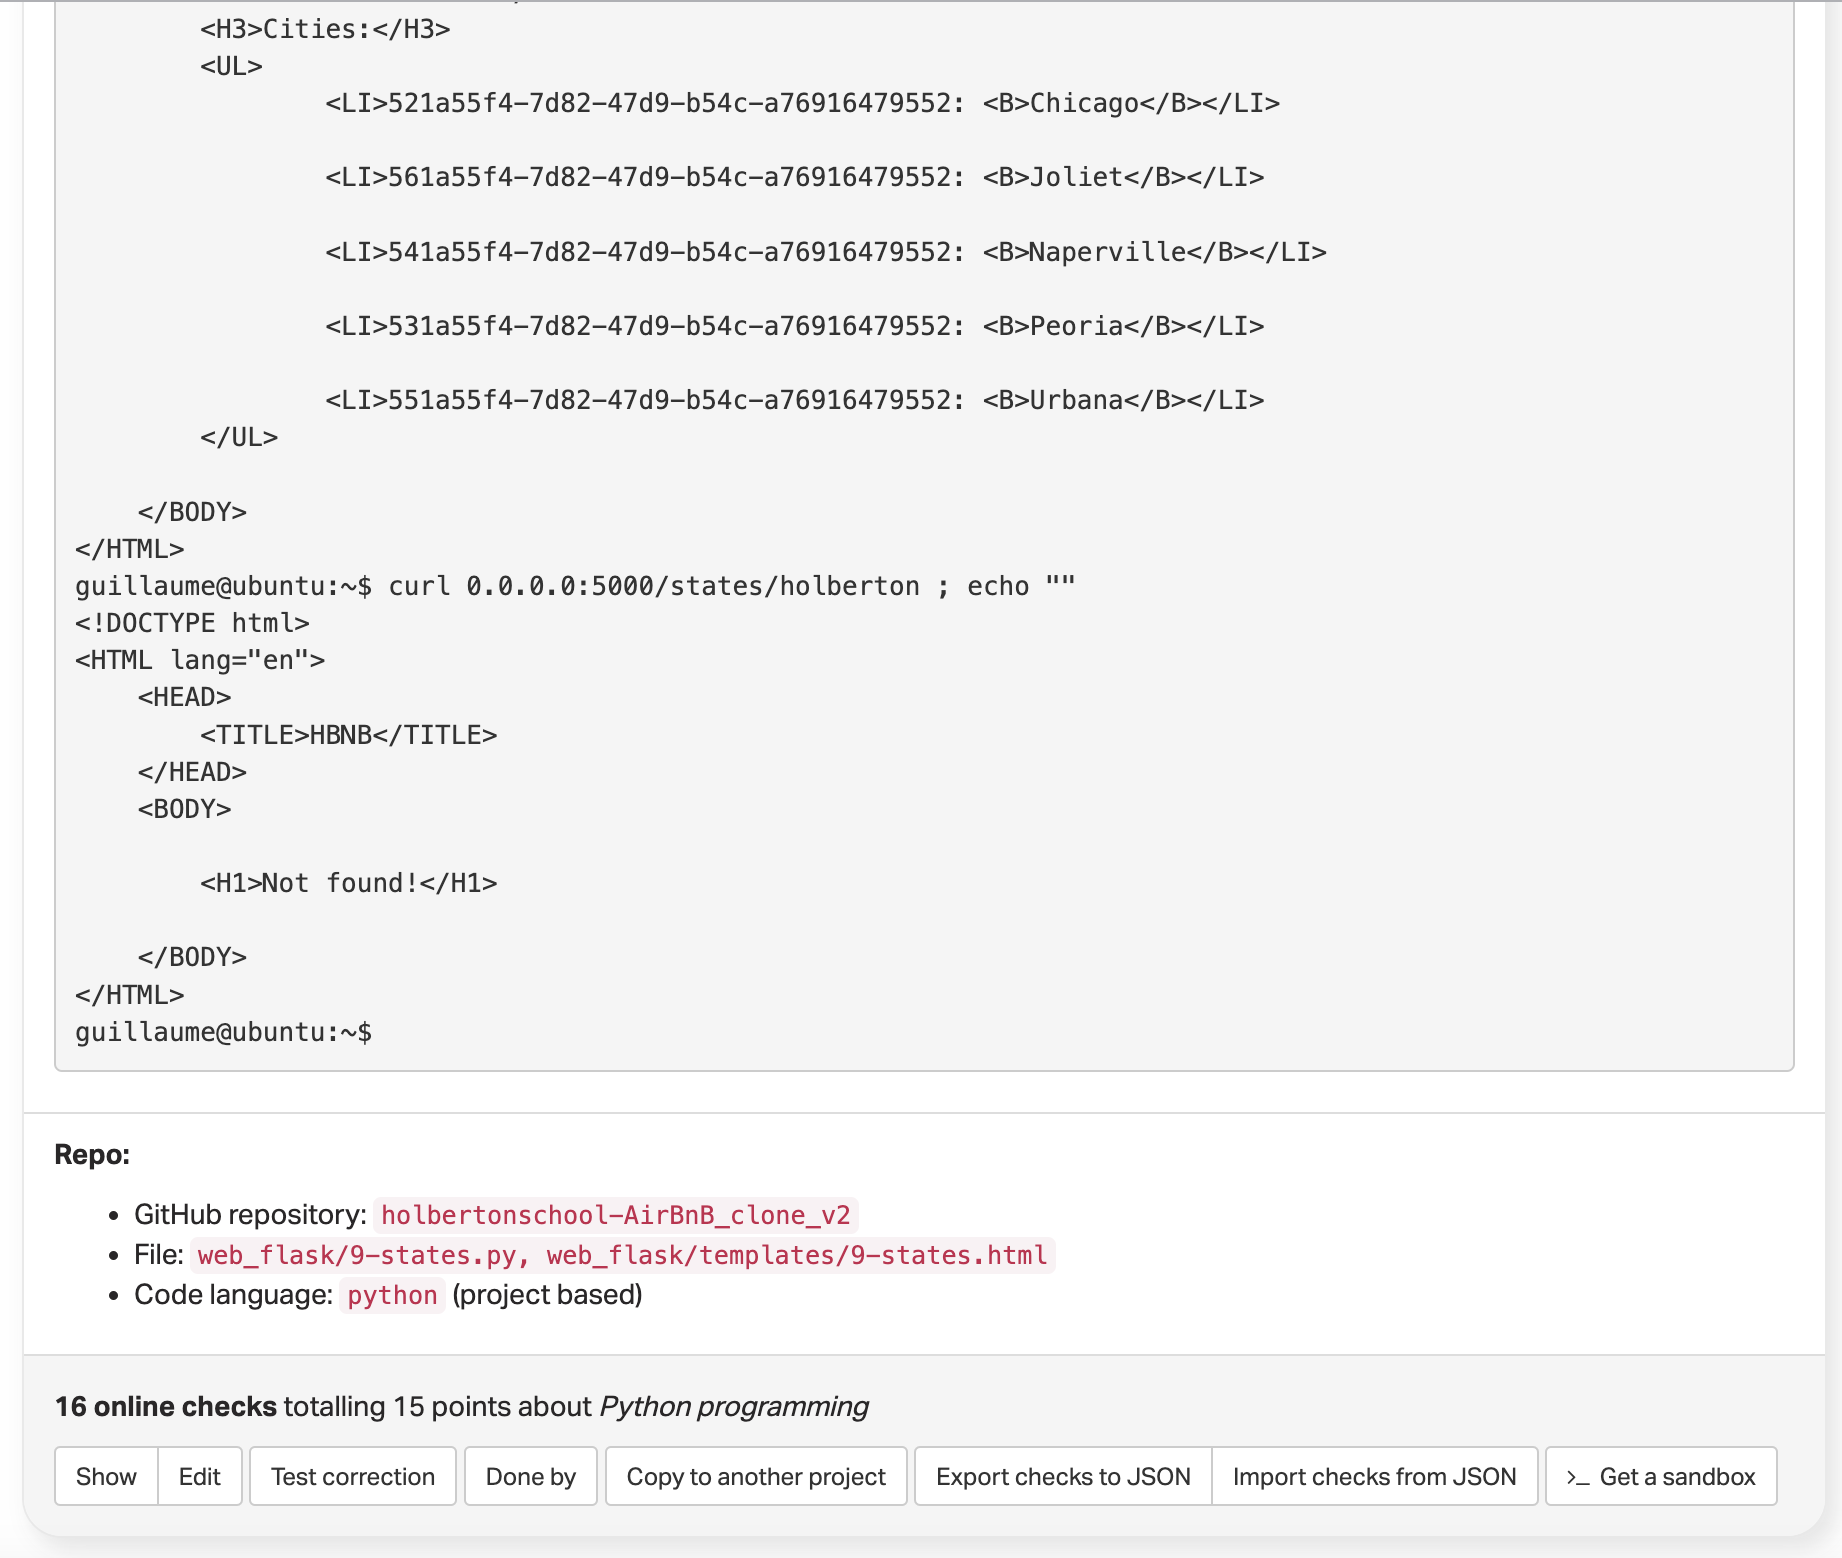 <H3>Cities:</H3>
<UL>
<LI>521a55f4-7d82-47d9-b54c-a76916479552: <B>Chicago</B></LI>
<LI>561a55f4-7d82-47d9-b54c-a76916479552: <B>Joliet</B></LI>
<LI>541a55f4-7d82-47d9-b54c-a76916479552: <B>Naperville</B></LI>
<LI>531a55f4-7d82-47d9-b54c-a76916479552: <B>Peoria</B></LI>
<LI>551a55f4-7d82-47d9-b54c-a76916479552: <B>Urbana</B></LI>
</UL>
</BODY>
</HTML>
guillaume@ubuntu:~$ curl 0.0.0.0:5000/states/holberton ; echo ""
<!DOCTYPE html>
<HTML lang="en">
<HEAD>
<TITLE>HBNB</TITLE>
</HEAD>
<BODY>
<H1>Not found!</H1>
</BODY>
</HTML>
guillaume@ubuntu:~$
Repo:
• GitHub repository: holbertonschool-AirBnB_clone_v2
• File: web_flask/9-states.py, web_flask/templates/9-states.html
• Code language: python (project based)
16 online checks totalling 15 points about Python programming
Show Edit Test correction Done by Copy to another project Export checks to JSON Import checks from JSON >_ Get a sandbox